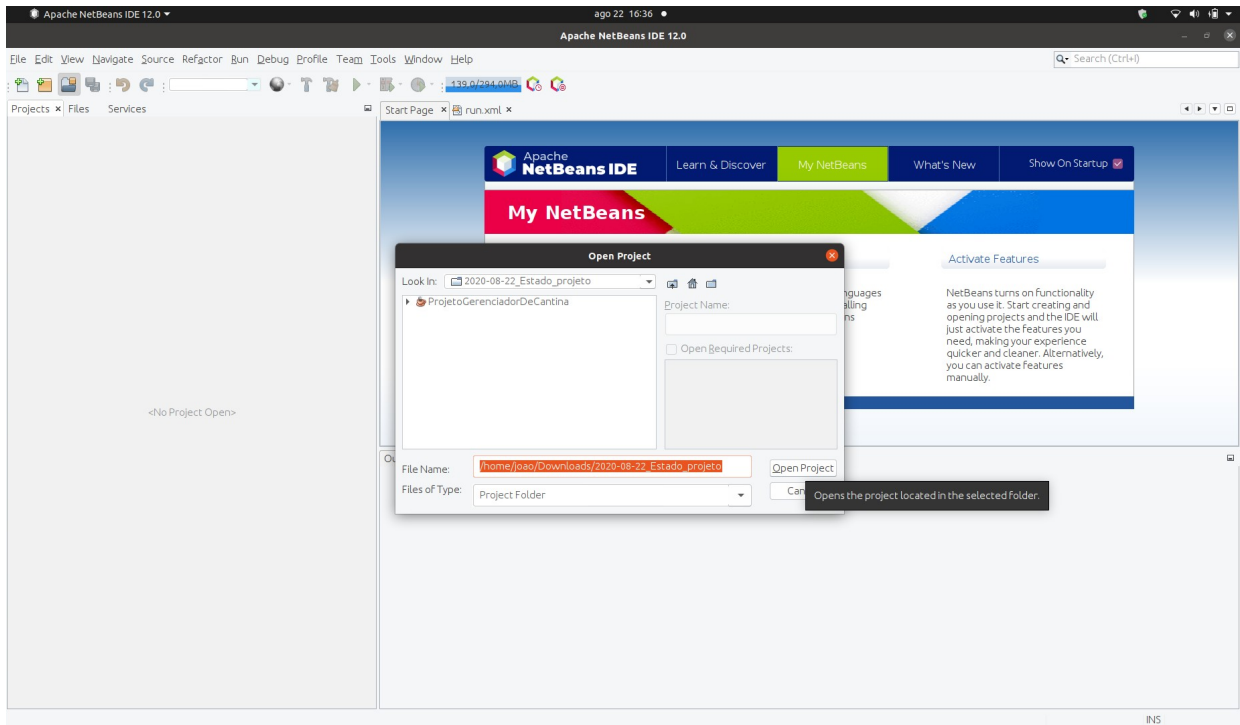 Apache NetBeans IDE 12.0
ago 22 16:36
Apache NetBeans IDE 12.0
File Edit View Navigate Source Refactor Run Debug Profile Team Tools Window Help
Search (Ctrl+I)
139,0/294,0MB
Projects Files Services
Start Page run.xml
Apache
NetBeans IDE
Learn & Discover
My NetBeans
What's New
Show On Startup
My NetBeans
Open Project
Look In: 2020-08-22_Estado_projeto
ProjetoGerenciadorDeCantina
Project Name:
Open Required Projects:
File Name: /home/joao/Downloads/2020-08-22_Estado_projeto
Open Project
Files of Type: Project Folder
Can
Opens the project located in the selected folder.
nguages
alling
ns
Activate Features
NetBeans turns on functionality
as you use it. Start creating and
opening projects and the IDE will
just activate the features you
need, making your experience
quicker and cleaner. Alternatively,
you can activate features
manually.
<No Project Open>
Ou
INS